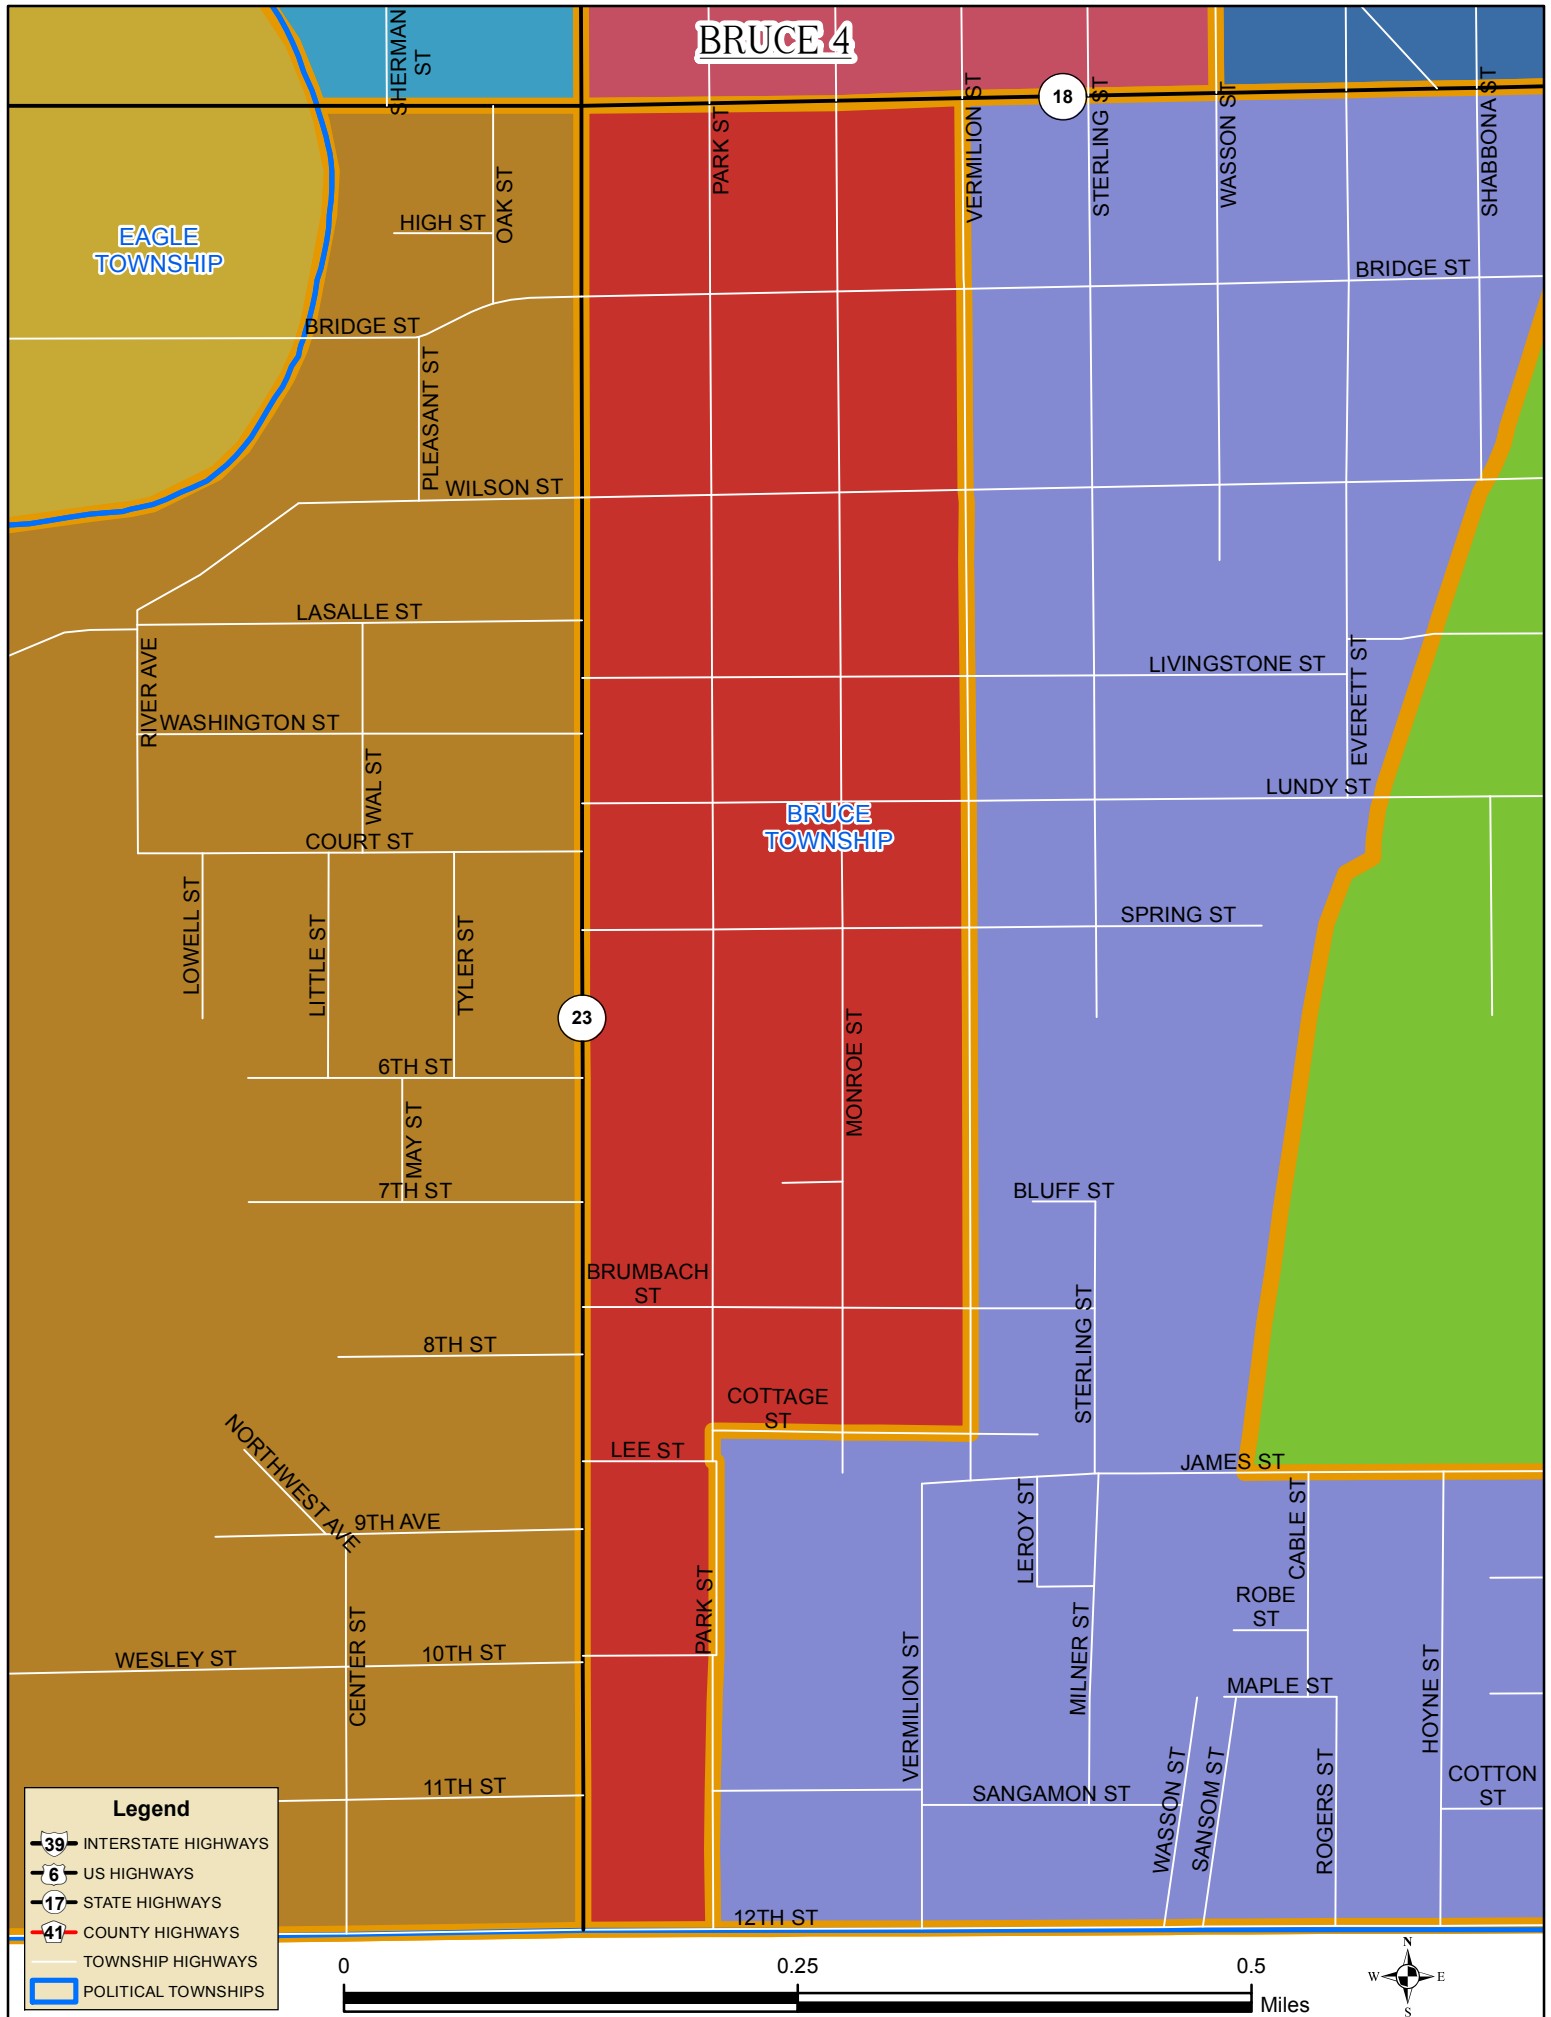 BRUCE 4
SHERMAN
ST
18
PARK ST
VERMILION ST
STERLING ST
WASSON ST
SHABBONA ST
OAK ST
HIGH ST
EAGLE
TOWNSHIP
BRIDGE ST
BRIDGE ST
PLEASANT ST
WILSON ST
LASALLE ST
RIVER AVE
LIVINGSTONE ST
EVERETT ST
WASHINGTON ST
WAL ST
LUNDY ST
BRUCE
TOWNSHIP
COURT ST
LOWELL ST
LITTLE ST
TYLER ST
SPRING ST
23
MONROE ST
6TH ST
MAY ST
7TH ST
BLUFF ST
BRUMBACH
ST
STERLING ST
8TH ST
COTTAGE
ST
NORTHWEST AVE
LEE ST
JAMES ST
LEROY ST
CABLE ST
9TH AVE
PARK ST
ROBE
ST
CENTER ST
WESLEY ST
10TH ST
VERMILION ST
MILNER ST
HOYNE ST
MAPLE ST
WASSON ST
SANSOM ST
ROGERS ST
COTTON
ST
11TH ST
SANGAMON ST
12TH ST
Legend
39 INTERSTATE HIGHWAYS
6 US HIGHWAYS
17 STATE HIGHWAYS
41 COUNTY HIGHWAYS
TOWNSHIP HIGHWAYS
POLITICAL TOWNSHIPS
0 0.25 0.5
Miles
N
W E
S